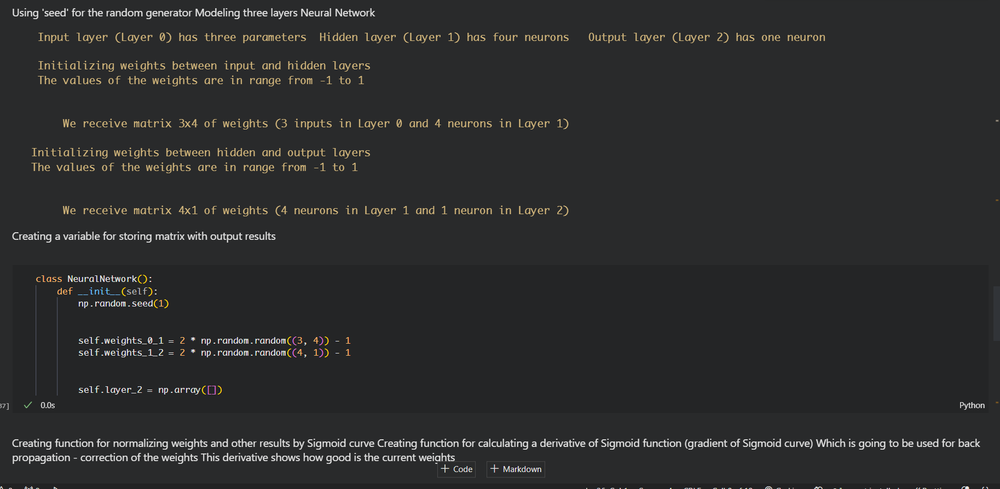 Using 'seed' for the random generator Modeling three layers Neural Network
Input layer (Layer 0) has three parameters  Hidden layer (Layer 1) has four neurons   Output layer (Layer 2) has one neuron
Initializing weights between input and hidden layers
The values of the weights are in range from -1 to 1
We receive matrix 3x4 of weights (3 inputs in Layer 0 and 4 neurons in Layer 1)
Initializing weights between hidden and output layers
The values of the weights are in range from -1 to 1
We receive matrix 4x1 of weights (4 neurons in Layer 1 and 1 neuron in Layer 2)
Creating a variable for storing matrix with output results
class NeuralNetwork():
def __init__(self):
np.random.seed(1)
self.weights_0_1 = 2 * np.random.random((3, 4)) - 1
self.weights_1_2 = 2 * np.random.random((4, 1)) - 1
self.layer_2 = np.array([])
37] 0.0s Python
Creating function for normalizing weights and other results by Sigmoid curve Creating function for calculating a derivative of Sigmoid function (gradient of Sigmoid curve) Which is going to be used for back
propagation - correction of the weights This derivative shows how good is the current weights
+ Code + Markdown